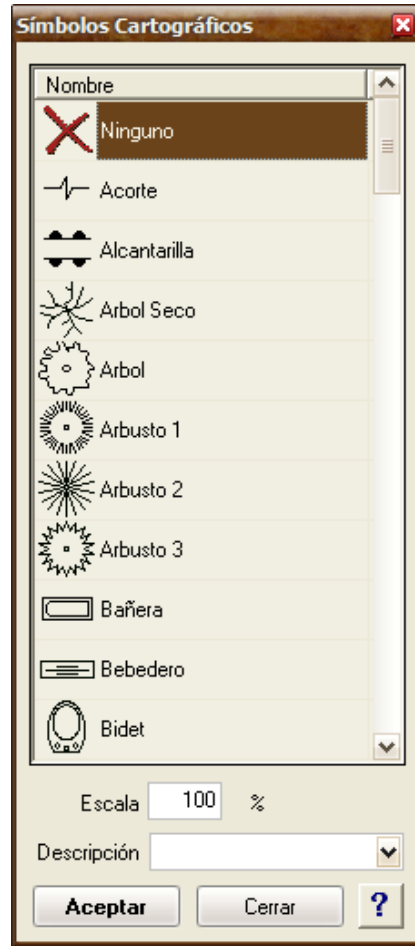 Símbolos Cartográficos
Nombre
Ninguno
Acorte
Alcantarilla
Arbol Seco
Arbol
Arbusto 1
Arbusto 2
Arbusto 3
Bañera
Bebedero
Bidet
Escala 100 %
Descripción
Aceptar Cerrar ?